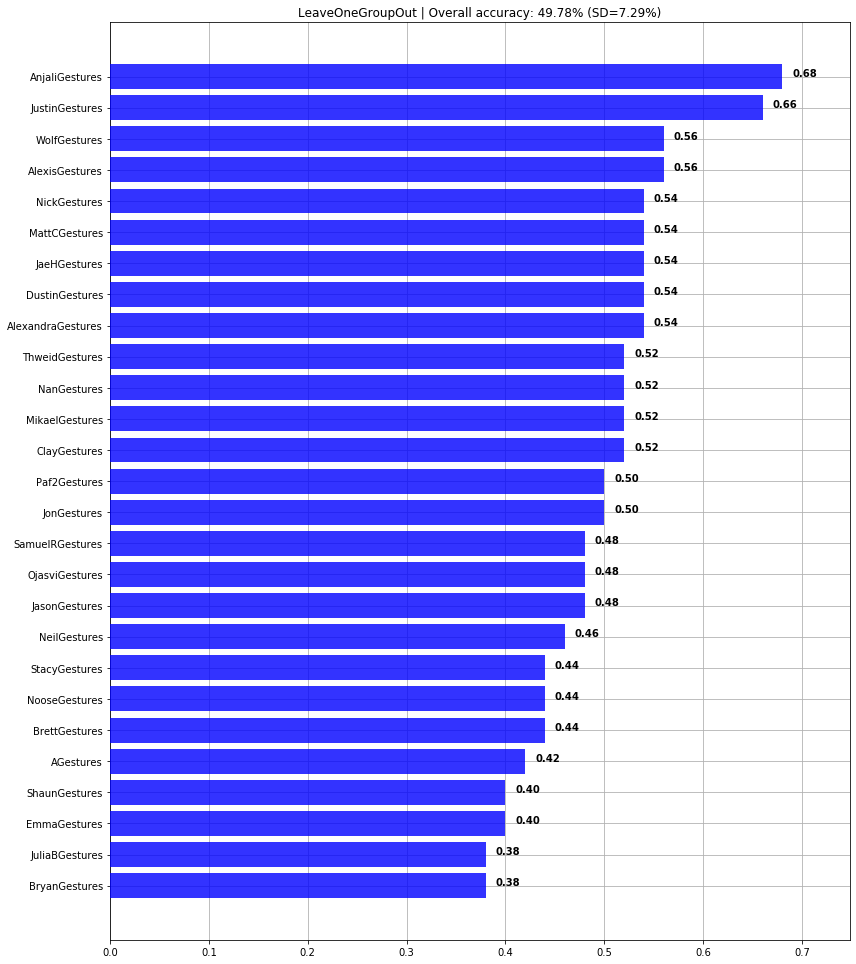 LeaveOneGroupOut | Overall accuracy: 49.78% (SD=7.29%)
AnjaliGestures 0.68
JustinGestures 0.66
WolfGestures 0.56
AlexisGestures 0.56
NickGestures 0.54
MattCGestures 0.54
JaeHGestures 0.54
DustinGestures 0.54
AlexandraGestures 0.54
ThweidGestures 0.52
NanGestures 0.52
MikaelGestures 0.52
ClayGestures 0.52
Paf2Gestures 0.50
JonGestures 0.50
SamuelRGestures 0.48
OjasviGestures 0.48
JasonGestures 0.48
NeilGestures 0.46
StacyGestures 0.44
NooseGestures 0.44
BrettGestures 0.44
AGestures 0.42
ShaunGestures 0.40
EmmaGestures 0.40
JuliaBGestures 0.38
BryanGestures 0.38
0.0 0.1 0.2 0.3 0.4 0.5 0.6 0.7